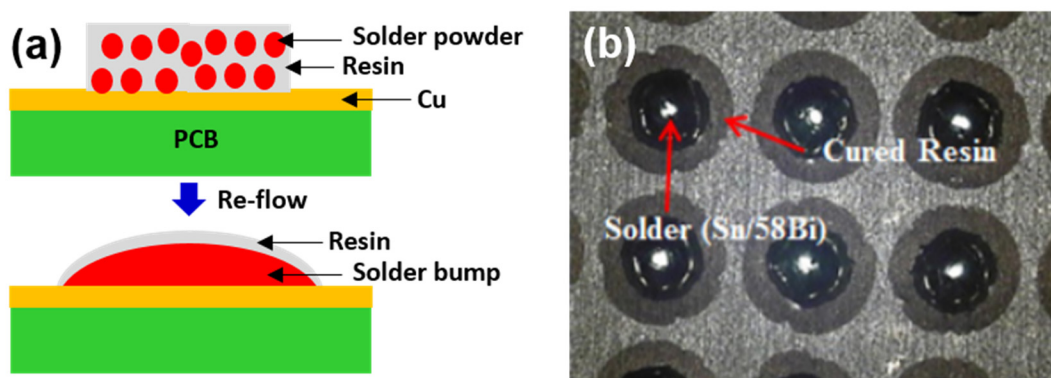 (a)
Solder powder
Resin
Cu
PCB
Re-flow
Resin
Solder bump
(b)
Cured Resin
Solder (Sn/58Bi)